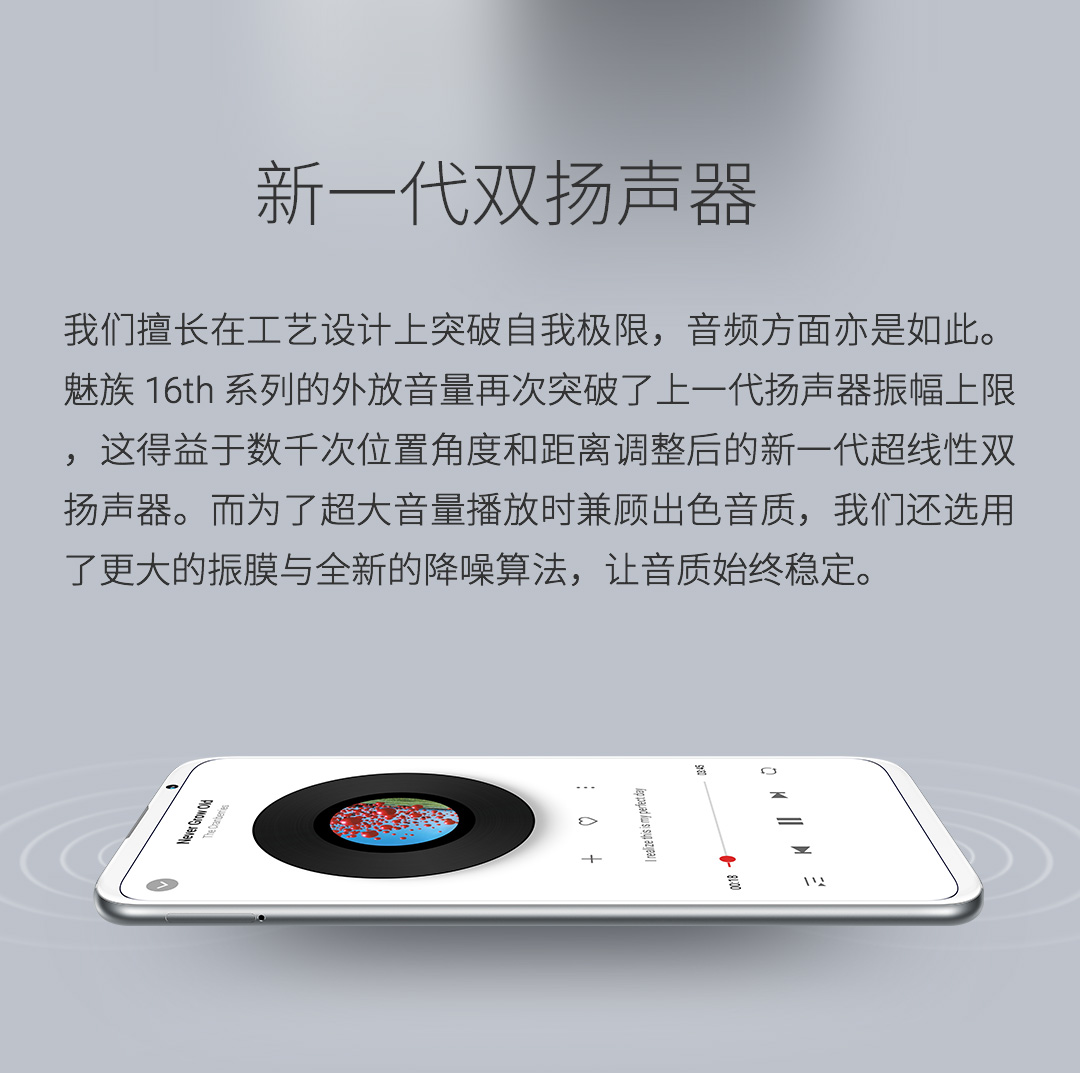 新一代双扬声器
我们擅长在工艺设计上突破自我极限，音频方面亦是如此。
魅族 16th 系列的外放音量再次突破了上一代扬声器振幅上限
，这得益于数千次位置角度和距离调整后的新一代超线性双
扬声器。而为了超大音量播放时兼顾出色音质，我们还选用
了更大的振膜与全新的降噪算法，让音质始终稳定。
Never Grow Old
The Cranberries
I realize this is my perfect day
00:18
03:45